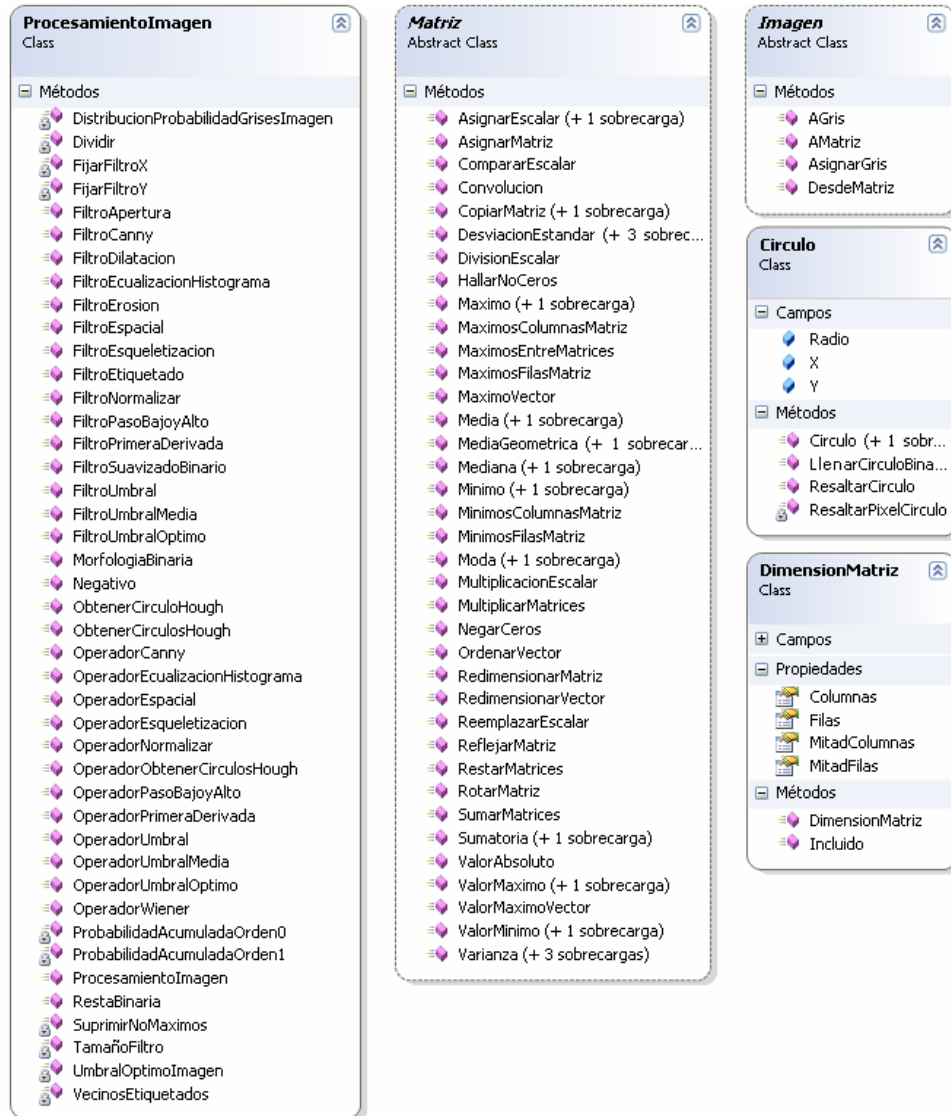 ProcesamientoImagen
Class
Métodos
DistribucionProbabilidadGrisesImagen
Dividir
FijarFiltroX
FijarFiltroY
FiltroApertura
FiltroCanny
FiltroDilatacion
FiltroEcualizacionHistograma
FiltroErosion
FiltroEspacial
FiltroEsqueletizacion
FiltroEtiquetado
FiltroNormalizar
FiltroPasoBajoyAlto
FiltroPrimeraDerivada
FiltroSuavizadoBinario
FiltroUmbral
FiltroUmbralMedia
FiltroUmbralOptimo
MorfologiaBinaria
Negativo
ObtenerCirculoHough
ObtenerCirculosHough
OperadorCanny
OperadorEcualizacionHistograma
OperadorEspacial
OperadorEsqueletizacion
OperadorNormalizar
OperadorObtenerCirculosHough
OperadorPasoBajoyAlto
OperadorPrimeraDerivada
OperadorUmbral
OperadorUmbralMedia
OperadorUmbralOptimo
OperadorWiener
ProbabilidadAcumuladaOrden0
ProbabilidadAcumuladaOrden1
ProcesamientoImagen
RestaBinaria
SuprimirNoMaximos
TamañoFiltro
UmbralOptimoImagen
VecinosEtiquetados
Matriz
Abstract Class
Métodos
AsignarEscalar (+ 1 sobrecarga)
AsignarMatriz
CompararEscalar
Convolucion
CopiarMatriz (+ 1 sobrecarga)
DesviacionEstandar (+ 3 sobrec...
DivisionEscalar
HallarNoCeros
Maximo (+ 1 sobrecarga)
MaximosColumnasMatriz
MaximosEntreMatrices
MaximosFilasMatriz
MaximoVector
Media (+ 1 sobrecarga)
MediaGeometrica (+ 1 sobrecar...
Mediana (+ 1 sobrecarga)
Minimo (+ 1 sobrecarga)
MinimosColumnasMatriz
MinimosFilasMatriz
Moda (+ 1 sobrecarga)
MultiplicacionEscalar
MultiplicarMatrices
NegarCeros
OrdenarVector
RedimensionarMatriz
RedimensionarVector
ReemplazarEscalar
ReflejarMatriz
RestarMatrices
RotarMatriz
SumarMatrices
Sumatoria (+ 1 sobrecarga)
ValorAbsoluto
ValorMaximo (+ 1 sobrecarga)
ValorMaximoVector
ValorMinimo (+ 1 sobrecarga)
Varianza (+ 3 sobrecargas)
Imagen
Abstract Class
Métodos
AGris
AMatriz
AsignarGris
DesdeMatriz
Circulo
Class
Campos
Radio
X
Y
Métodos
Circulo (+ 1 sobr...
LlenarCirculoBina...
ResaltarCirculo
ResaltarPixelCirculo
DimensionMatriz
Class
Campos
Propiedades
Columnas
Filas
MitadColumnas
MitadFilas
Métodos
DimensionMatriz
Incluido